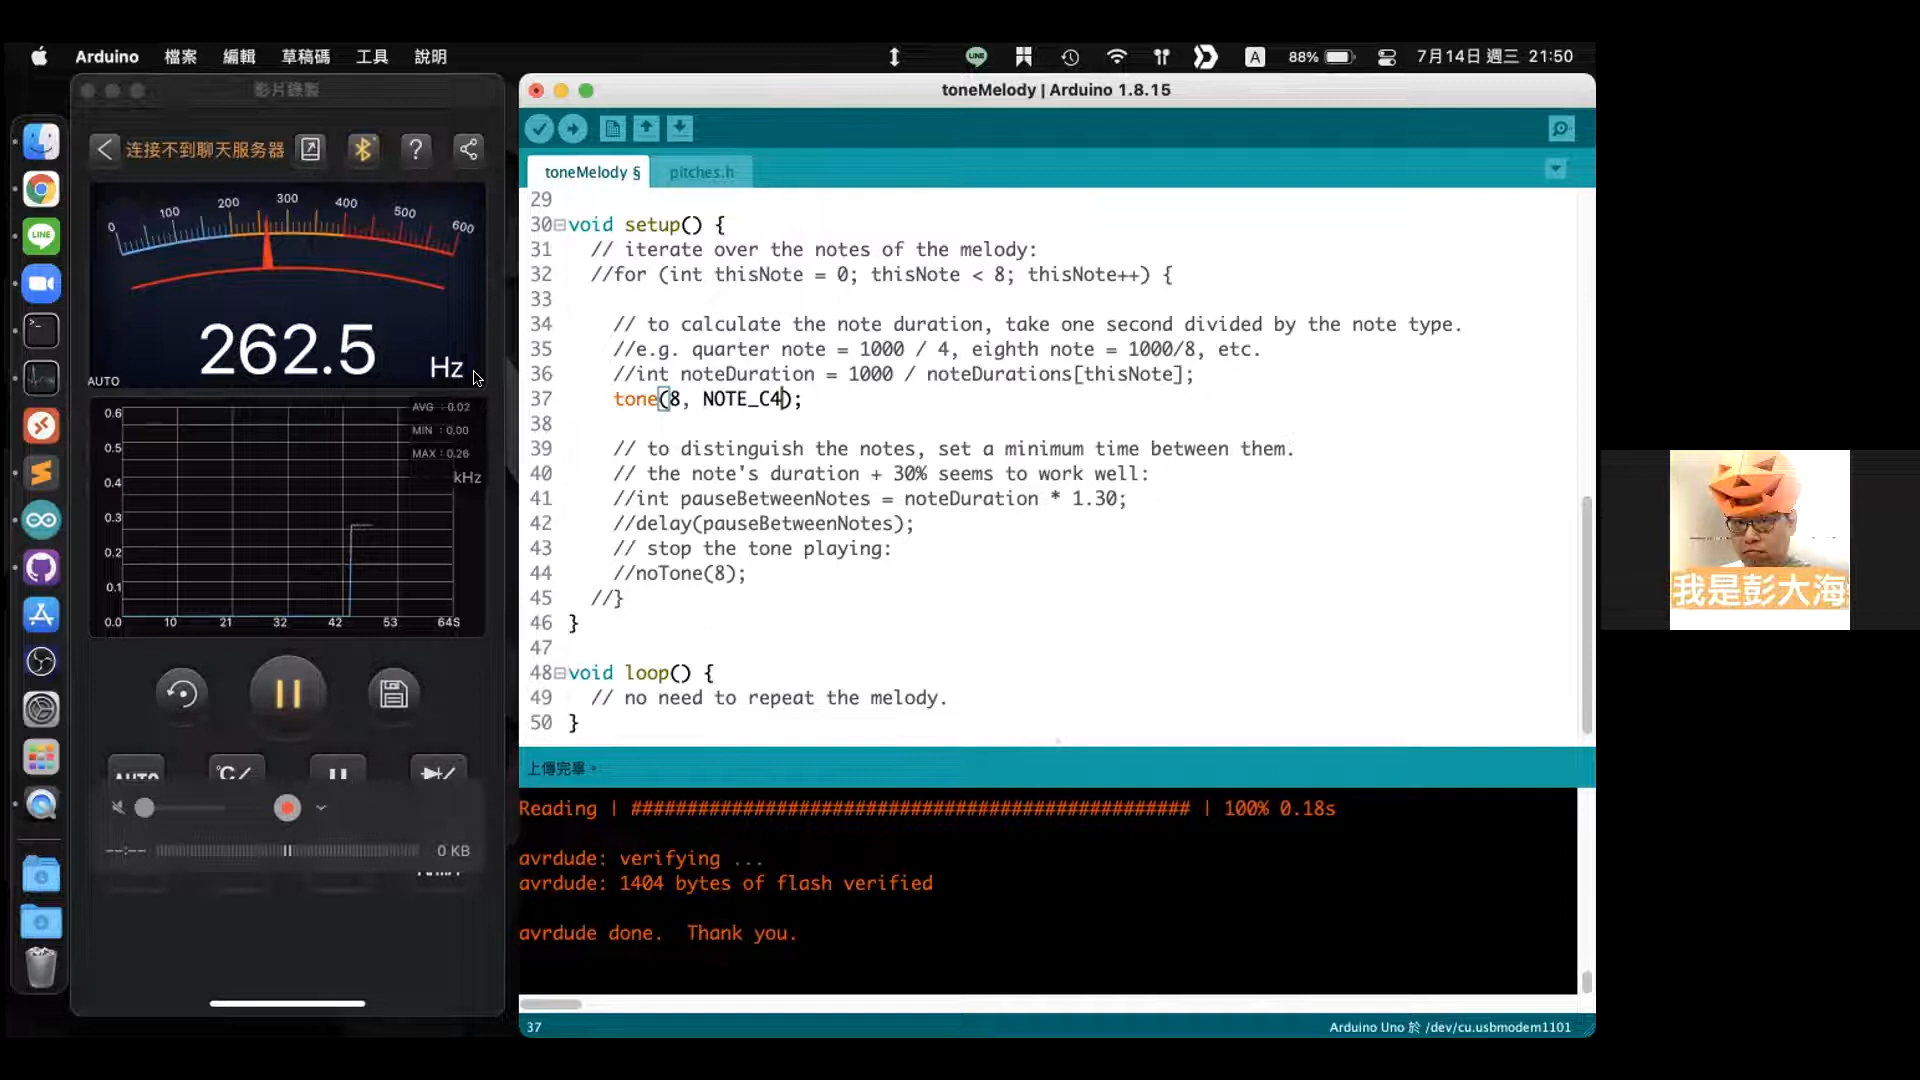 Arduino 檔案 編輯 草稿碼 工具 說明
LINE A 88% 7月14日 週三 21:50
影片錄製
连接不到聊天服务器 ?
0 100 200 300 400 500 600
262.5 Hz
AUTO
AVG : 0.02
MIN : 0.00
MAX : 0.26
kHz
0.6
0.5
0.4
0.3
0.2
0.1
0.0 10 21 32 42 53 64S
AUTO ℃/
--:-- 0 KB
LINE
toneMelody | Arduino 1.8.15
toneMelody § pitches.h
29
30 void setup() {
31 // iterate over the notes of the melody:
32 //for (int thisNote = 0; thisNote < 8; thisNote++) {
33
34 // to calculate the note duration, take one second divided by the note type.
35 //e.g. quarter note = 1000 / 4, eighth note = 1000/8, etc.
36 //int noteDuration = 1000 / noteDurations[thisNote];
37 tone(8, NOTE_C4);
38
39 // to distinguish the notes, set a minimum time between them.
40 // the note's duration + 30% seems to work well:
41 //int pauseBetweenNotes = noteDuration * 1.30;
42 //delay(pauseBetweenNotes);
43 // stop the tone playing:
44 //noTone(8);
45 //}
46 }
47
48 void loop() {
49 // no need to repeat the melody.
50 }
上傳完畢。
Reading | ################################################## | 100% 0.18s
avrdude: verifying ...
avrdude: 1404 bytes of flash verified
avrdude done.  Thank you.
37 Arduino Uno 於 /dev/cu.usbmodem1101
我是彭大海